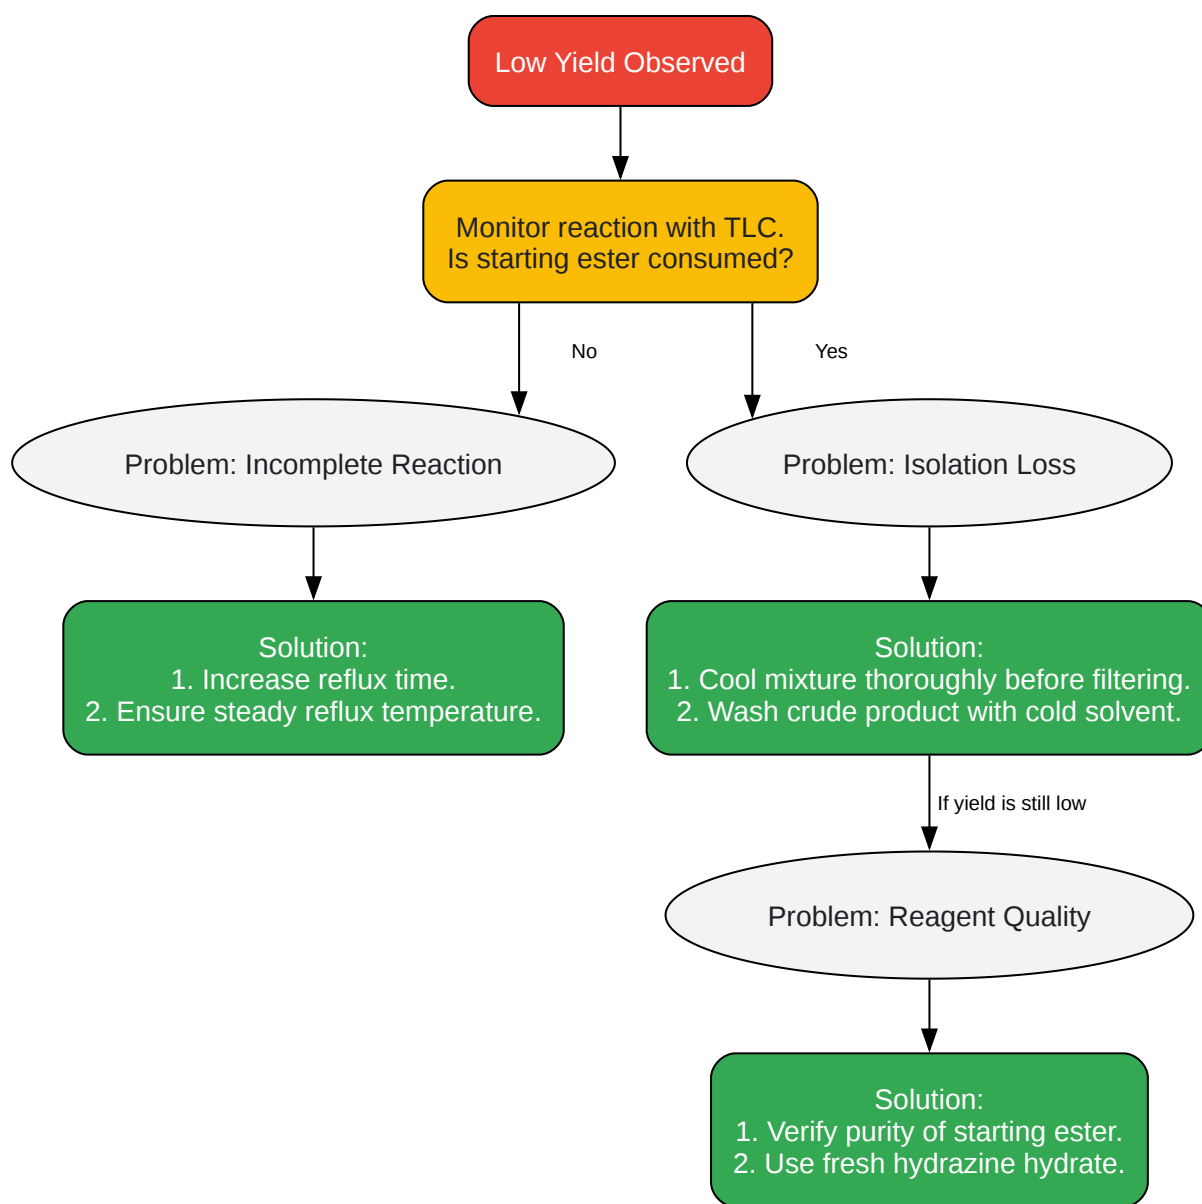 Low Yield Observed
Monitor reaction with TLC.
Is starting ester consumed?
No
Yes
Problem: Incomplete Reaction
Problem: Isolation Loss
Solution:
1. Increase reflux time.
2. Ensure steady reflux temperature.
Solution:
1. Cool mixture thoroughly before filtering.
2. Wash crude product with cold solvent.
If yield is still low
Problem: Reagent Quality
Solution:
1. Verify purity of starting ester.
2. Use fresh hydrazine hydrate.